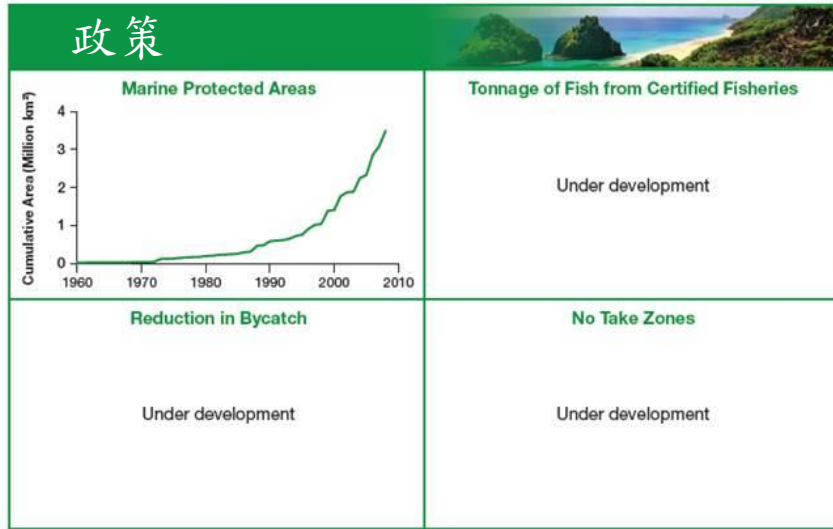 政策
Marine Protected Areas
Cumulative Area (Million km²)
4
3
2
1
0
1960 1970 1980 1990 2000 2010
Tonnage of Fish from Certified Fisheries
Under development
Reduction in Bycatch
Under development
No Take Zones
Under development